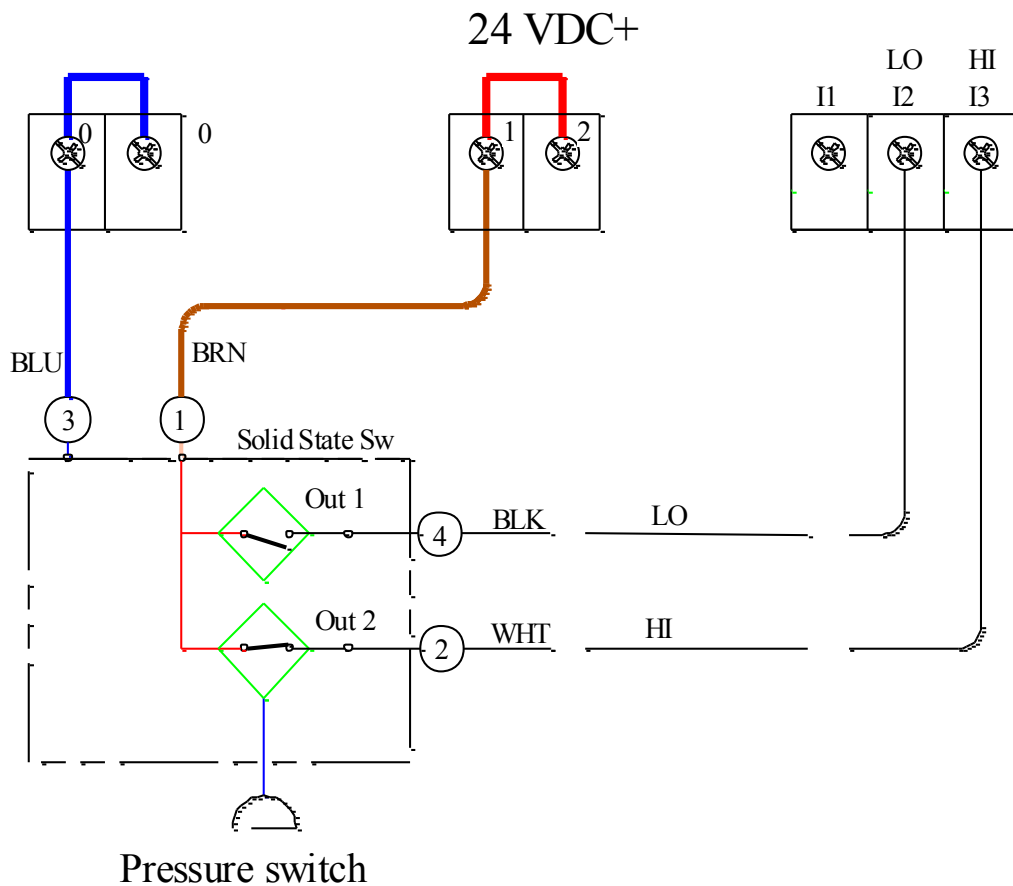 24 VDC+
LO HI
I1 I2 I3
0 0 1 2
BLU BRN
3 1
Solid State Sw
Out 1
4 BLK LO
Out 2
2 WHT HI
Pressure switch